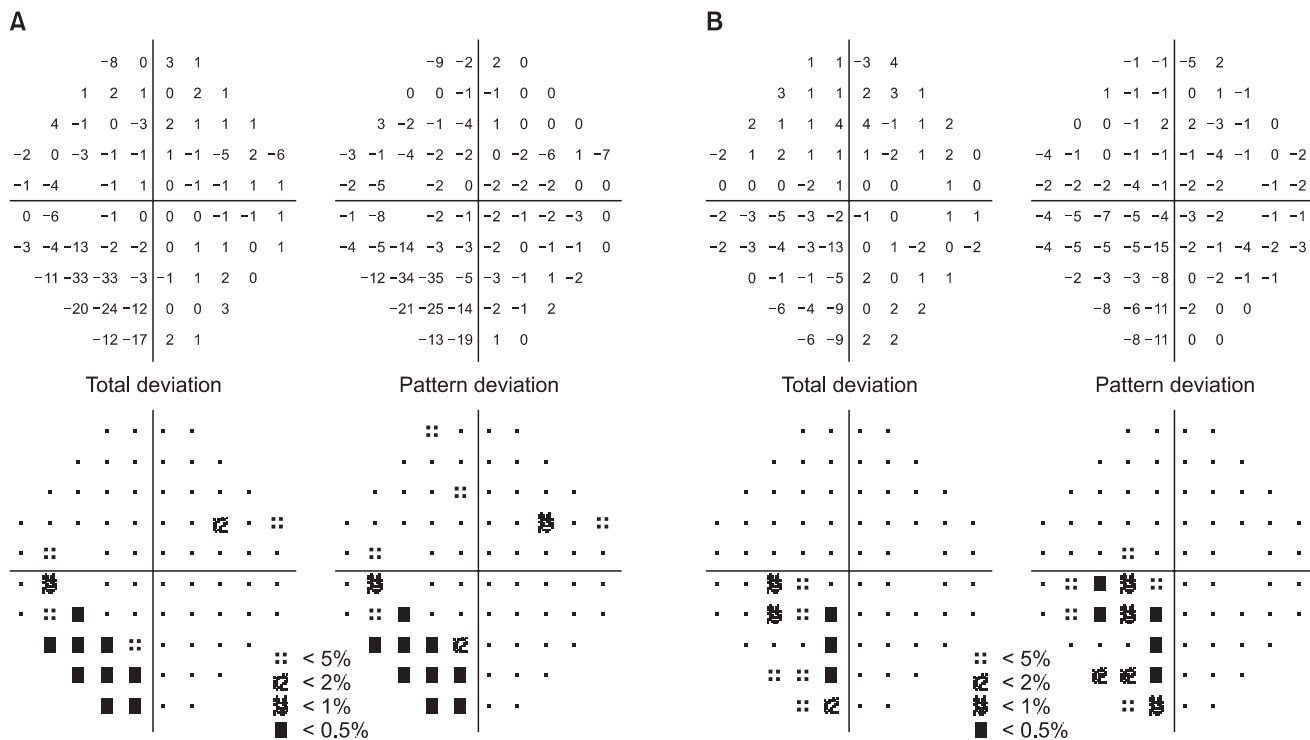 A
−8 0 3 1
1 2 1 0 2 1
4 −1 0 −3 2 1 1 1
−2 0 −3 −1 −1 1 −1 −5 2 −6
−1 −4 −1 1 0 −1 −1 1 1
0 −6 −1 0 0 0 −1 −1 1
−3 −4 −13 −2 −2 0 1 1 0 1
−11 −33 −33 −3 −1 1 2 0
−20 −24 −12 0 0 3
−12 −17 2 1
Total deviation
−9 −2 2 0
0 0 −1 −1 0 0
3 −2 −1 −4 1 0 0 0
−3 −1 −4 −2 −2 0 −2 −6 1 −7
−2 −5 −2 0 −2 −2 −2 0 0
−1 −8 −2 −1 −2 −1 −2 −3 0
−4 −5 −14 −3 −3 −2 0 −1 −1 0
−12 −34 −35 −5 −3 −1 1 −2
−21 −25 −14 −2 −1 2
−13 −19 1 0
Pattern deviation
< 5%
< 2%
< 1%
< 0.5%
B
1 1 −3 4
3 1 1 2 3 1
2 1 1 4 4 −1 1 2
−2 1 2 1 1 1 −2 1 2 0
0 0 0 −2 1 0 0 1 0
−2 −3 −5 −3 −2 −1 0 1 1
−2 −3 −4 −3 −13 0 1 −2 0 −2
0 −1 −1 −5 2 0 1 1
−6 −4 −9 0 2 2
−6 −9 2 2
Total deviation
−1 −1 −5 2
1 −1 −1 0 1 −1
0 0 −1 2 2 −3 −1 0
−4 −1 0 −1 −1 −1 −4 −1 0 −2
−2 −2 −2 −4 −1 −2 −2 −1 −2
−4 −5 −7 −5 −4 −3 −2 −1 −1
−4 −5 −5 −5 −15 −2 −1 −4 −2 −3
−2 −3 −3 −8 0 −2 −1 −1
−8 −6 −11 −2 0 0
−8 −11 0 0
Pattern deviation
< 5%
< 2%
< 1%
< 0.5%